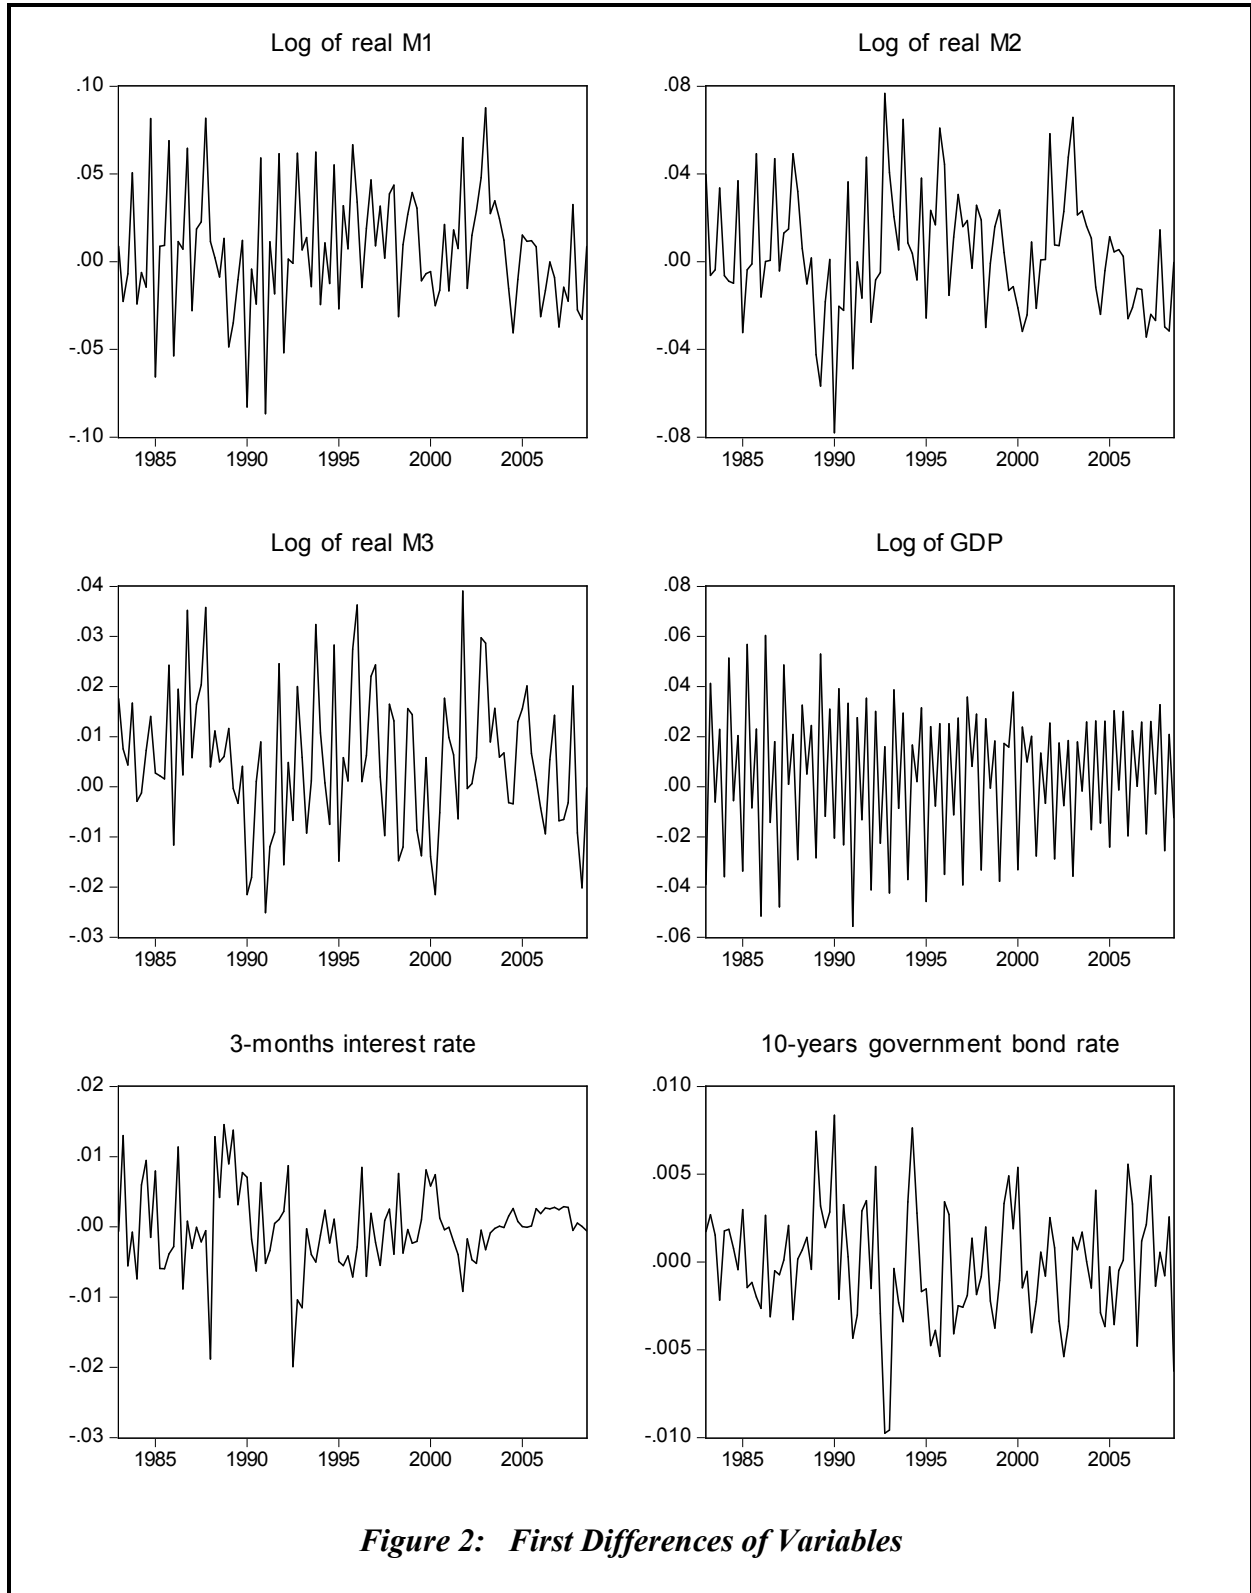 Log of real M1
.10
.05
.00
-.05
-.10
1985 1990 1995 2000 2005
Log of real M2
.08
.04
.00
-.04
-.08
1985 1990 1995 2000 2005
Log of real M3
.04
.03
.02
.01
.00
-.01
-.02
-.03
1985 1990 1995 2000 2005
Log of GDP
.08
.06
.04
.02
.00
-.02
-.04
-.06
1985 1990 1995 2000 2005
3-months interest rate
.02
.01
.00
-.01
-.02
-.03
1985 1990 1995 2000 2005
10-years government bond rate
.010
.005
.000
-.005
-.010
1985 1990 1995 2000 2005
Figure 2: First Differences of Variables